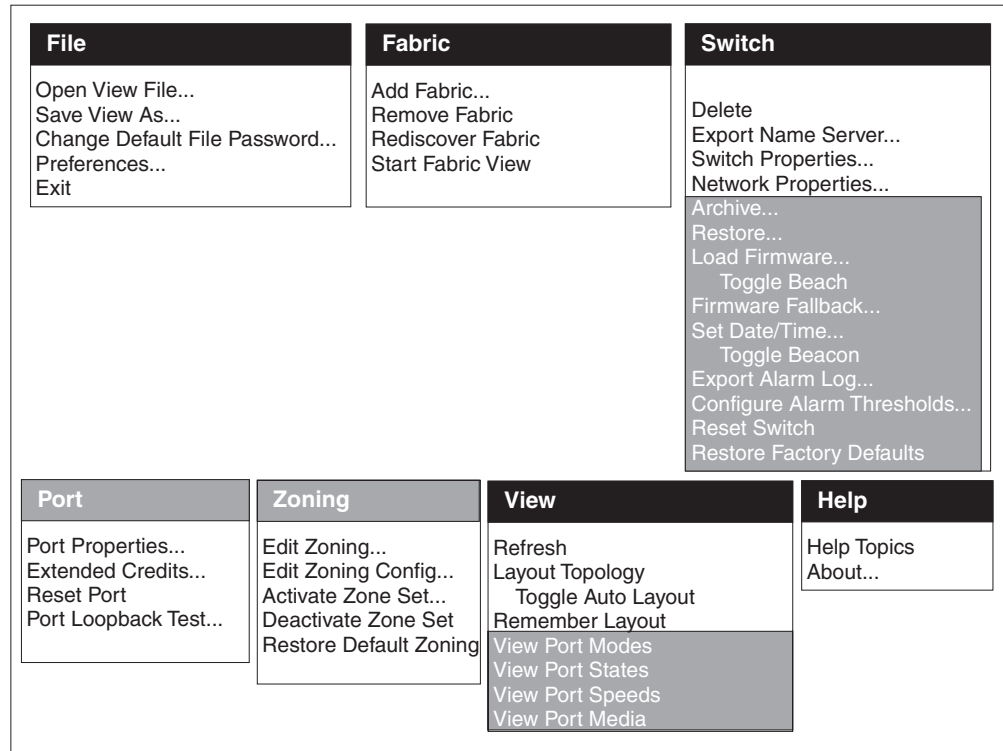 File
Open View File...
Save View As...
Change Default File Password...
Preferences...
Exit
Fabric
Add Fabric...
Remove Fabric
Rediscover Fabric
Start Fabric View
Switch
Delete
Export Name Server...
Switch Properties...
Network Properties...
Archive...
Restore...
Load Firmware...
Toggle Beach
Firmware Fallback...
Set Date/Time...
Toggle Beacon
Export Alarm Log...
Configure Alarm Thresholds...
Reset Switch
Restore Factory Defaults
Port
Port Properties...
Extended Credits...
Reset Port
Port Loopback Test...
Zoning
Edit Zoning...
Edit Zoning Config...
Activate Zone Set...
Deactivate Zone Set
Restore Default Zoning
View
Refresh
Layout Topology
Toggle Auto Layout
Remember Layout
View Port Modes
View Port States
View Port Speeds
View Port Media
Help
Help Topics
About...